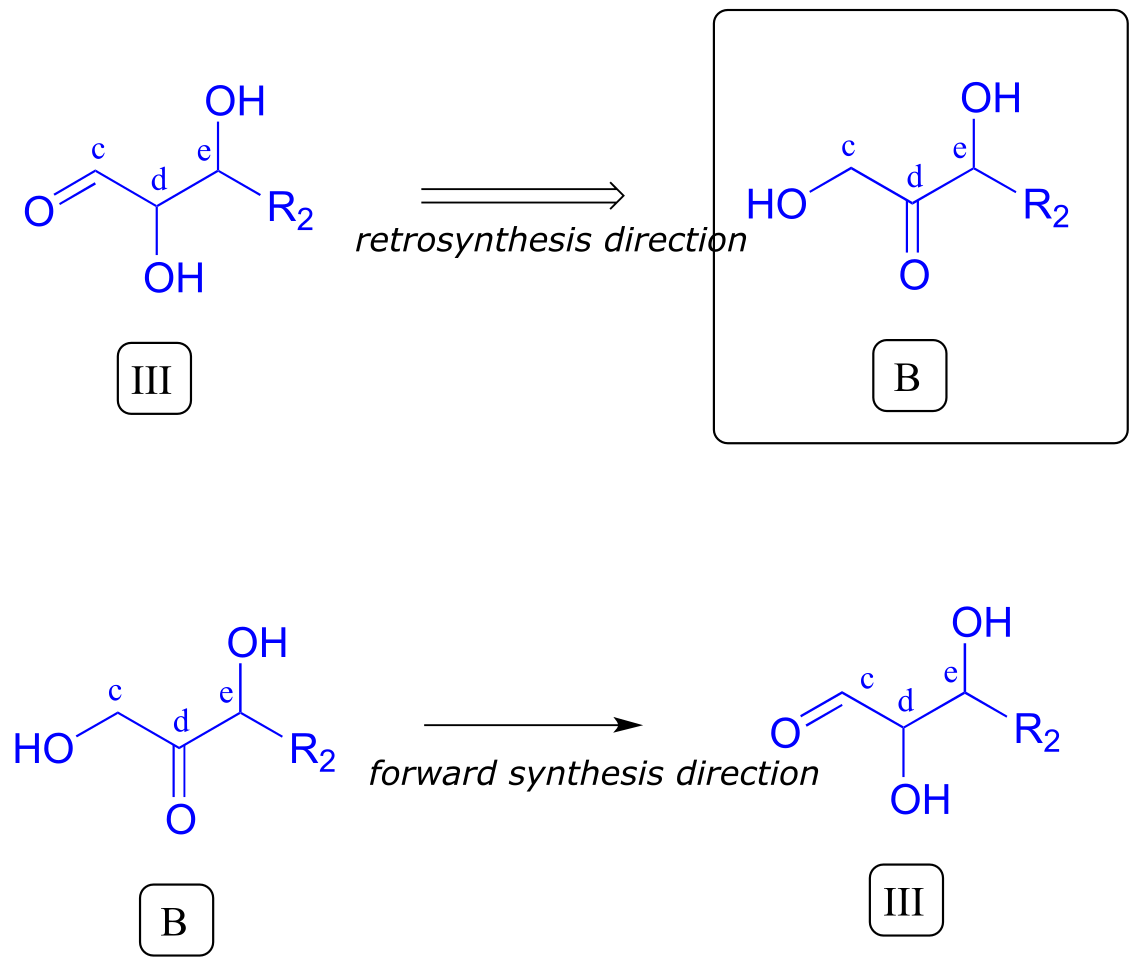 OH
c
e
d
O
R2
OH
retrosynthesis direction
III
OH
c
e
d
HO
R2
O
B
OH
c
e
d
HO
R2
O
forward synthesis direction
B
OH
c
e
d
O
R2
OH
III